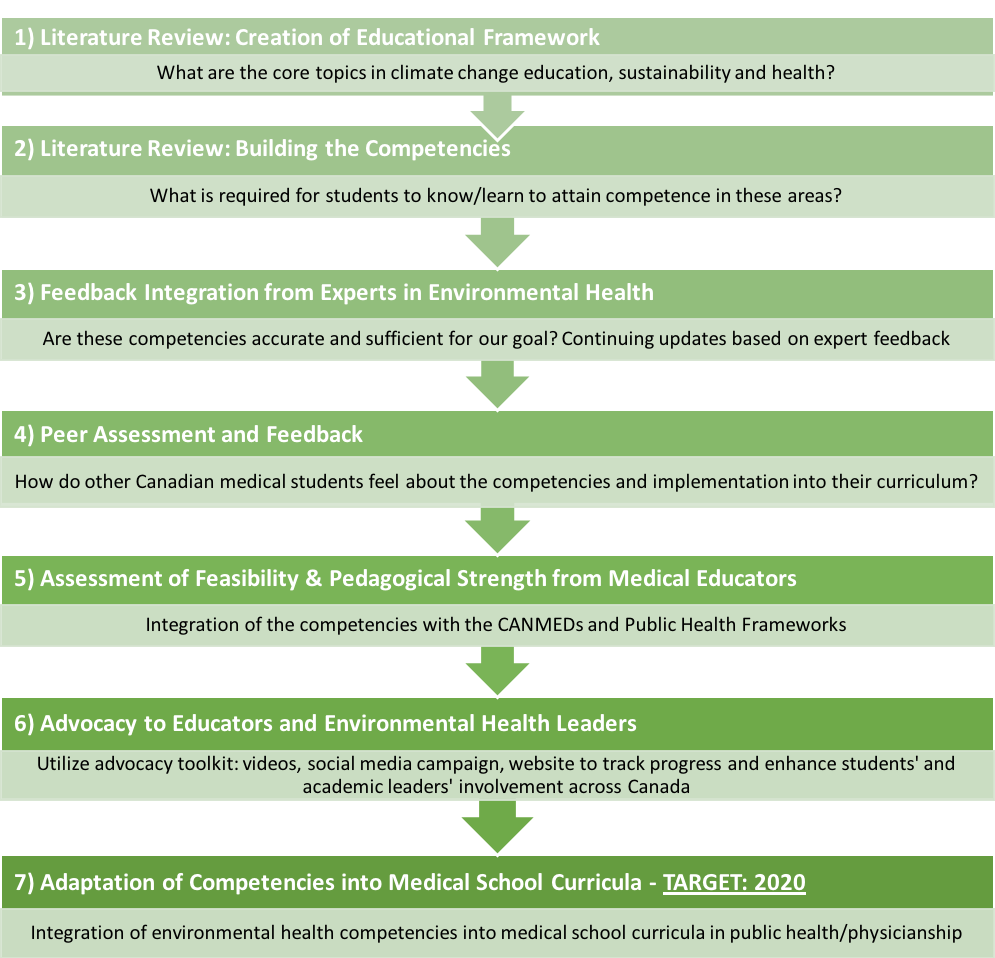 1) Literature Review: Creation of Educational Framework
What are the core topics in climate change education, sustainability and health?
2) Literature Review: Building the Competencies
What is required for students to know/learn to attain competence in these areas?
3) Feedback Integration from Experts in Environmental Health
Are these competencies accurate and sufficient for our goal? Continuing updates based on expert feedback
4) Peer Assessment and Feedback
How do other Canadian medical students feel about the competencies and implementation into their curriculum?
5) Assessment of Feasibility & Pedagogical Strength from Medical Educators
Integration of the competencies with the CANMEDs and Public Health Frameworks
6) Advocacy to Educators and Environmental Health Leaders
Utilize advocacy toolkit: videos, social media campaign, website to track progress and enhance students' and
academic leaders' involvement across Canada
7) Adaptation of Competencies into Medical School Curricula - TARGET: 2020
Integration of environmental health competencies into medical school curricula in public health/physicianship